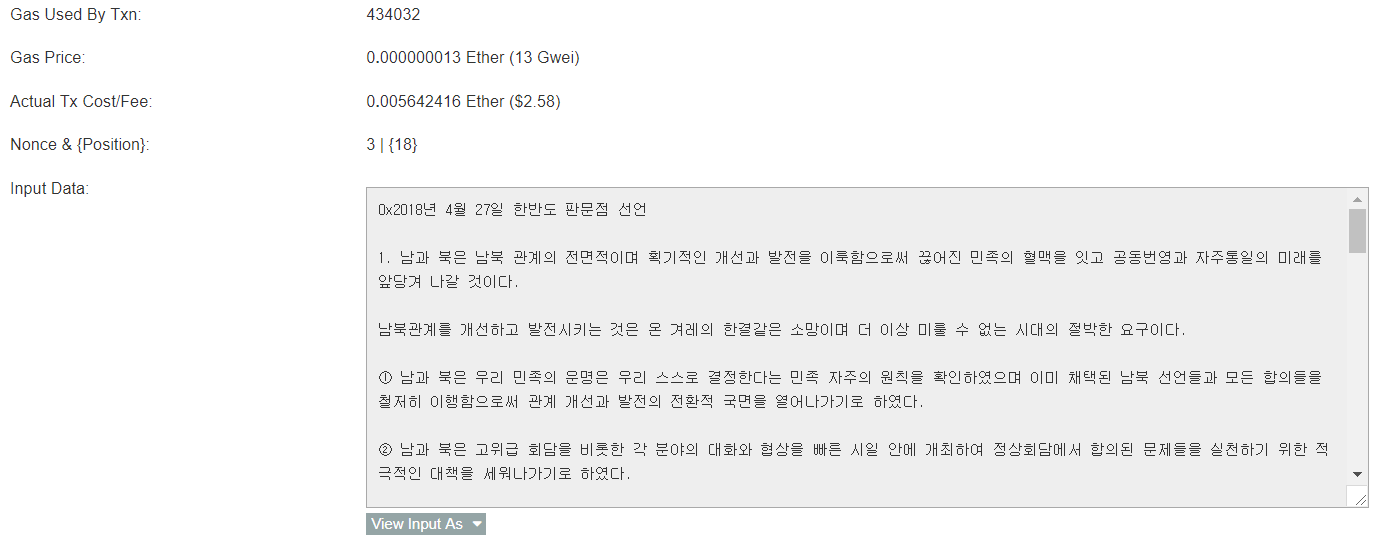 Gas Used By Txn: 434032
Gas Price: 0.000000013 Ether (13 Gwei)
Actual Tx Cost/Fee: 0.005642416 Ether ($2.58)
Nonce & {Position}: 3 | {18}
Input Data:
0x2018년 4월 27일 한반도 판문점 선언
1. 남과 북은 남북 관계의 전면적이며 획기적인 개선과 발전을 이룩함으로써 끊어진 민족의 혈맥을 잇고 공동번영과 자주통일의 미래를
앞당겨 나갈 것이다.
남북관계를 개선하고 발전시키는 것은 온 겨레의 한결같은 소망이며 더 이상 미룰 수 없는 시대의 절박한 요구이다.
① 남과 북은 우리 민족의 운명은 우리 스스로 결정한다는 민족 자주의 원칙을 확인하였으며 이미 채택된 남북 선언들과 모든 합의들을
철저히 이행함으로써 관계 개선과 발전의 전환적 국면을 열어나가기로 하였다.
② 남과 북은 고위급 회담을 비롯한 각 분야의 대화와 협상을 빠른 시일 안에 개최하여 정상회담에서 합의된 문제들을 실천하기 위한 적
극적인 대책을 세워나가기로 하였다.
View Input As